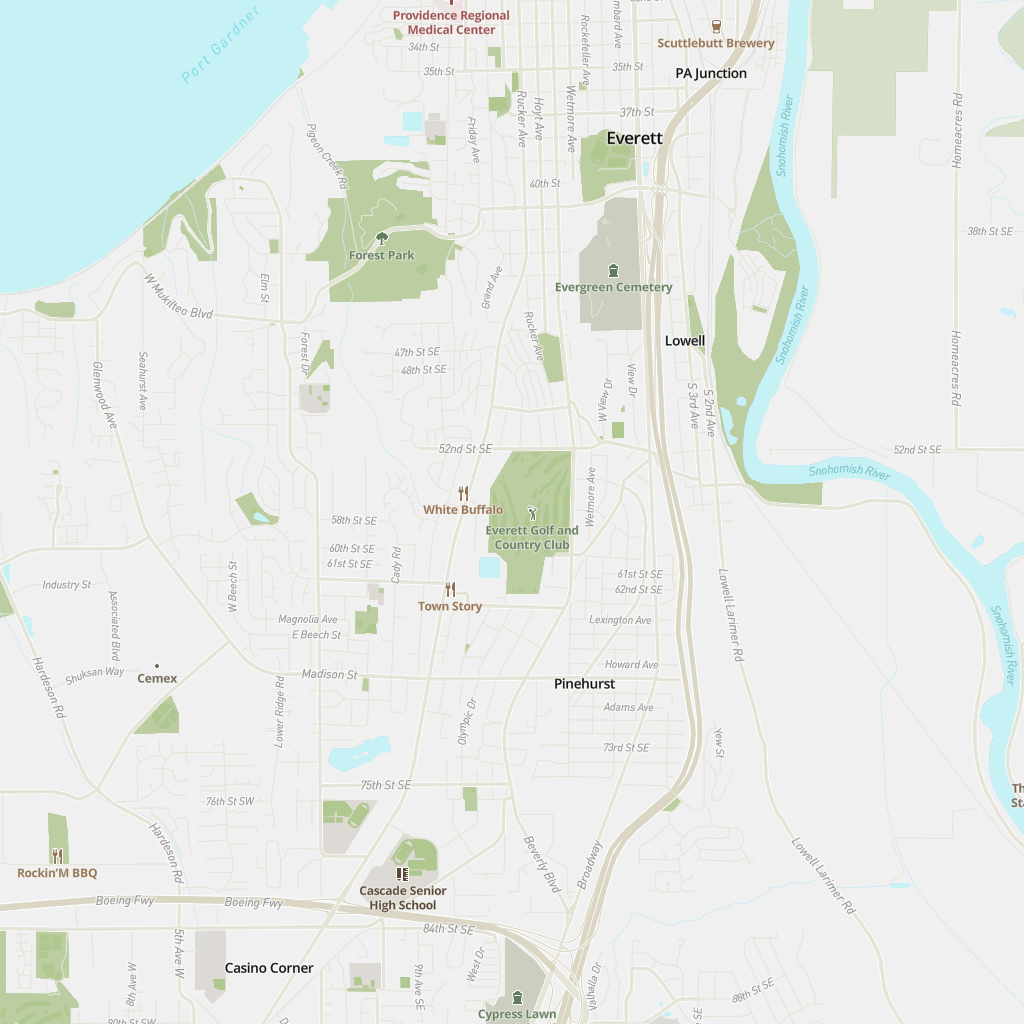 Port Gardner
Providence Regional
Medical Center
Scuttlebutt Brewery
PA Junction
34th St
35th St
35th St
37th St
Rockefeller Ave
Wetmore Ave
Hoyt Ave
Rucker Ave
Friday Ave
Pigeon Creek Rd
Everett
Snohomish River
Homeacres Rd
40th St
38th St SE
Forest Park
Evergreen Cemetery
W Mukilteo Blvd
Elm St
Grand Ave
Rucker Ave
Lowell
Snohomish River
Forest Dr
47th St SE
48th St SE
Glenwood Ave
Seahurst Ave
W View Dr
View Dr
S 3rd Ave
S 2nd Ave
Homeacres Rd
52nd St SE
52nd St SE
Snohomish River
White Buffalo
Wetmore Ave
Everett Golf and
Country Club
58th St SE
60th St SE
61st St SE
Cady Rd
W Beech St
Industry St
Associated Blvd
61st St SE
62nd St SE
Town Story
Magnolia Ave
E Beech St
Lexington Ave
Lowell Larimer Rd
Snohomish River
Howard Ave
Madison St
Shuksan Way
Cemex
Hardeson Rd
Pinehurst
Lower Ridge Rd
Olympic Dr
Adams Ave
73rd St SE
Yew St
75th St SE
76th St SW
Hardeson Rd
Rockin'M BBQ
Beverly Blvd
Broadway
Lowell Larimer Rd
Cascade Senior
High School
Boeing Fwy
Boeing Fwy
84th St SE
5th Ave W
Casino Corner
8th Ave W
9th Ave SE
West Dr
Valhalla Dr
88th St SE
Cypress Lawn